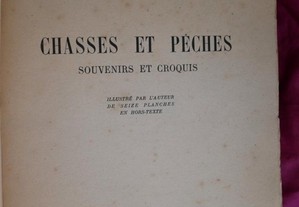 CHASSES ET PÊCHES
SOUVENIRS ET CROQUIS
ILLUSTRÉ PAR L'AUTEUR
DE SEIZE PLANCHES
EN HORS-TEXTE